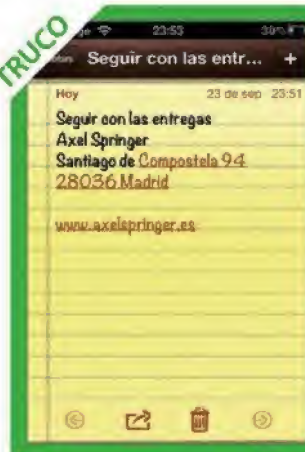 TRUCO
23:53
Seguir con las entr... +
Hoy 23 de sep 23:51
Seguir con las entregas
Axel Springer
Santiago de Compostela 94
28036 Madrid
www.axelspringer.es